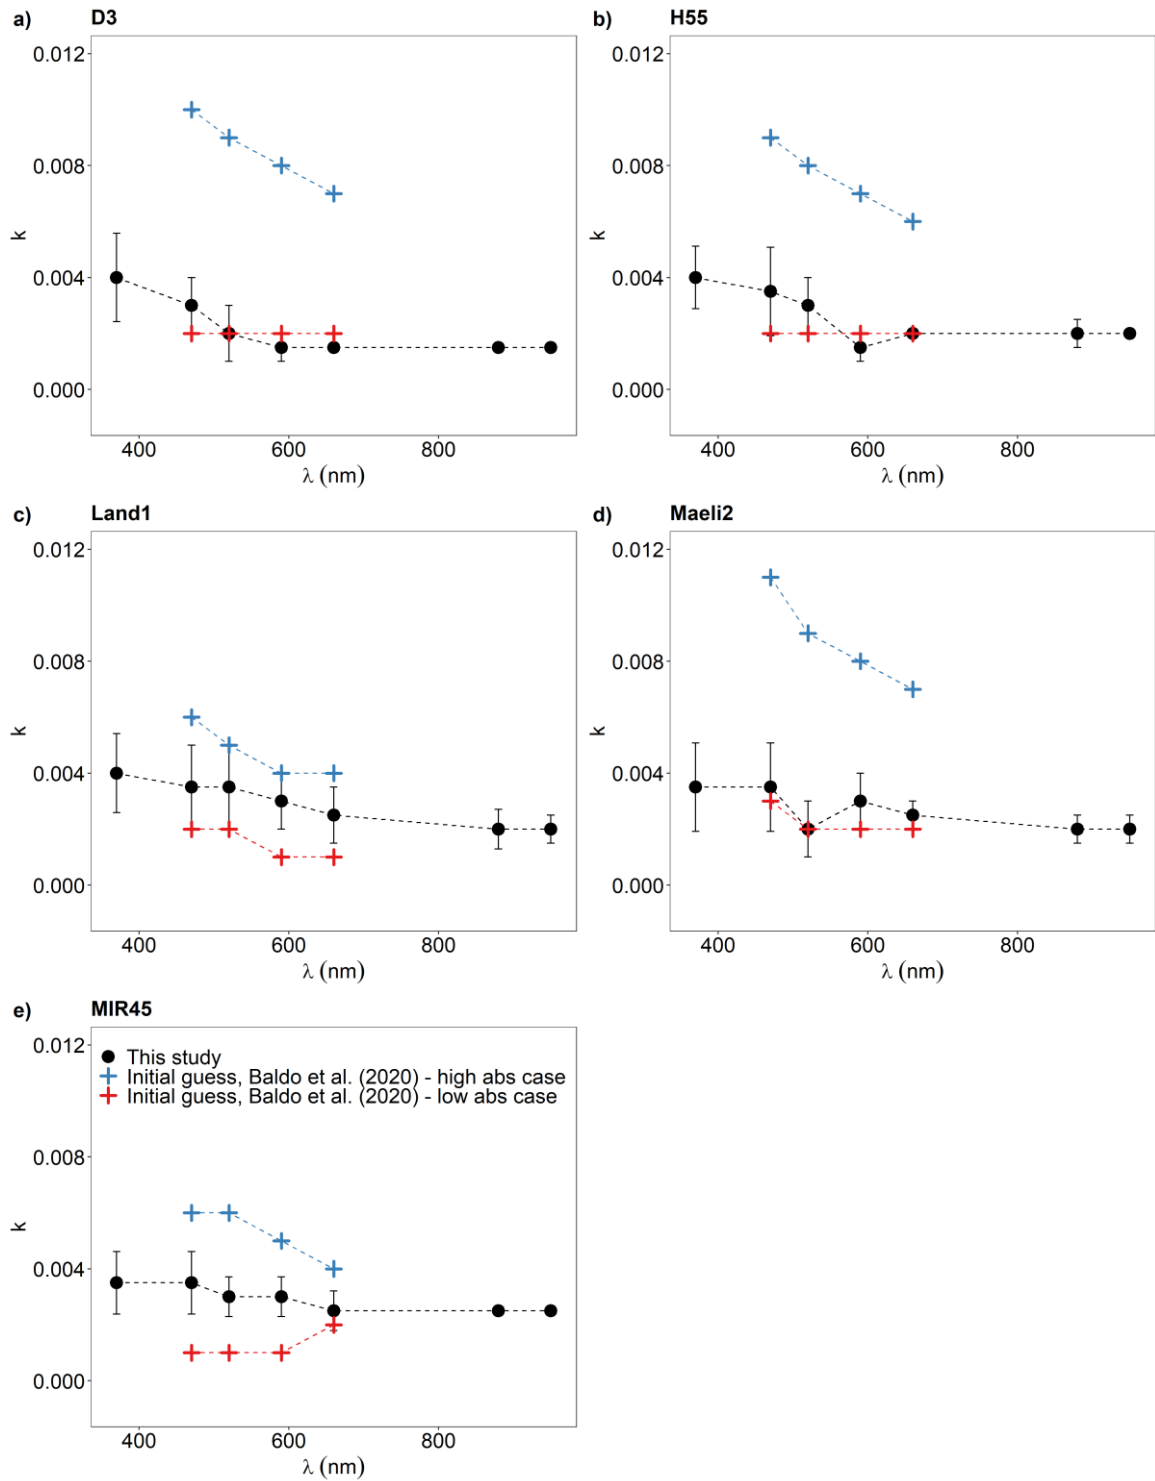 a) D3
0.012
0.008
0.004
0.000
k
400 600 800
λ (nm)
b) H55
0.012
0.008
0.004
0.000
k
400 600 800
λ (nm)
c) Land1
0.012
0.008
0.004
0.000
k
400 600 800
λ (nm)
d) Maeli2
0.012
0.008
0.004
0.000
k
400 600 800
λ (nm)
e) MIR45
0.012
0.008
0.004
0.000
k
This study
Initial guess, Baldo et al. (2020) - high abs case
Initial guess, Baldo et al. (2020) - low abs case
400 600 800
λ (nm)